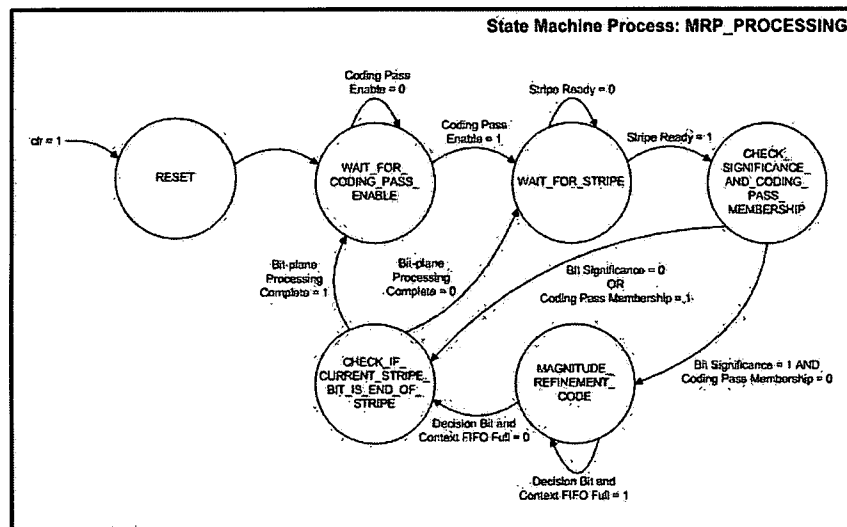 State Machine Process: MRP_PROCESSING
Coding Pass
Enable = 0
Stripe Ready = 0
clr = 1
Coding Pass
Enable = 1
Stripe Ready = 1
RESET
WAIT_FOR_
CODING_PASS_
ENABLE
WAIT_FOR_STRIPE
CHECK_
SIGNIFICANCE_
AND_CODING_
PASS_
MEMBERSHIP
Bit-plane
Processing
Complete = 1
Bit-plane
Processing
Complete = 0
Bit Significance = 0
OR
Coding Pass Membership = 1
CHECK_IF_
CURRENT_STRIPE_
BIT_IS_END_OF_
STRIPE
MAGNITUDE_
REFINEMENT_
CODE
Bit Significance = 1 AND
Coding Pass Membership = 0
Decision Bit and
Context FIFO Full = 0
Decision Bit and
Context FIFO Full = 1